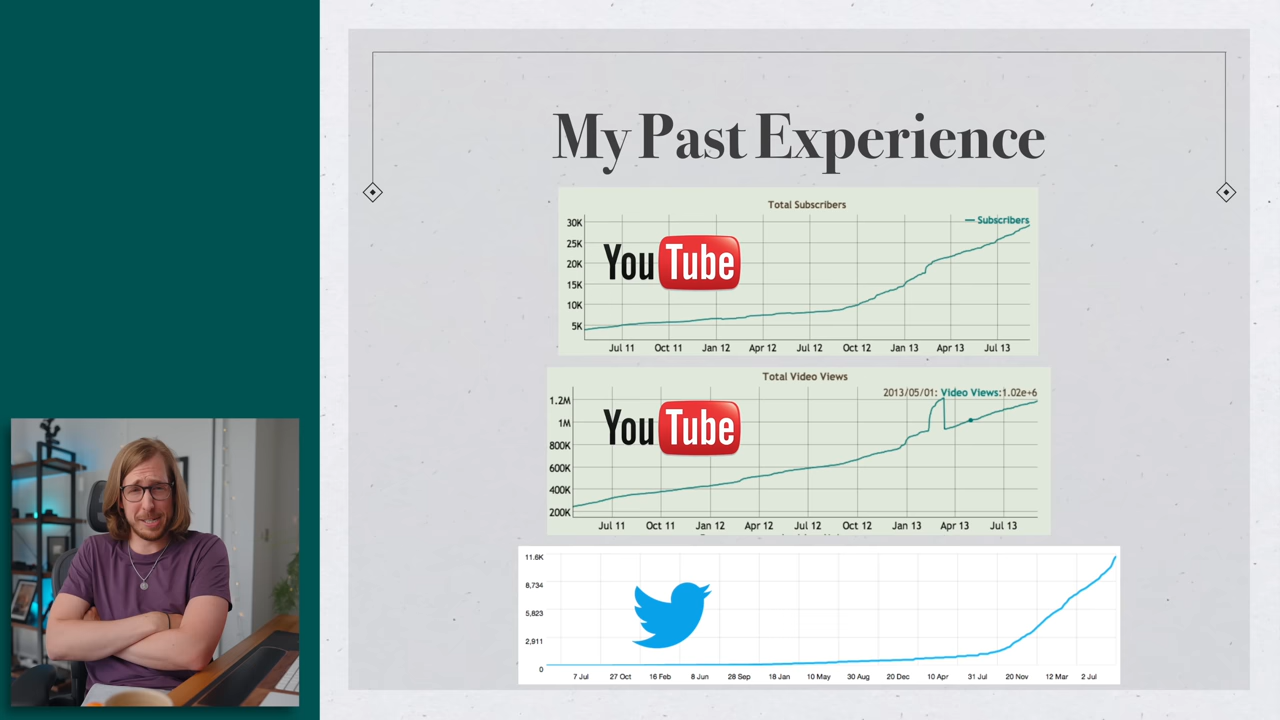 My Past Experience
Total Subscribers
Subscribers
30K
25K
20K
15K
10K
5K
YouTube
Jul 11 Oct 11 Jan 12 Apr 12 Jul 12 Oct 12 Jan 13 Apr 13 Jul 13
Total Video Views
2013/05/01: Video Views:1.02e+6
1.2M
1M
800K
600K
400K
200K
YouTube
Jul 11 Oct 11 Jan 12 Apr 12 Jul 12 Oct 12 Jan 13 Apr 13 Jul 13
11.6K
8,734
5,823
2,911
0
7 Jul 27 Oct 16 Feb 8 Jun 28 Sep 18 Jan 10 May 30 Aug 20 Dec 10 Apr 31 Jul 20 Nov 12 Mar 2 Jul